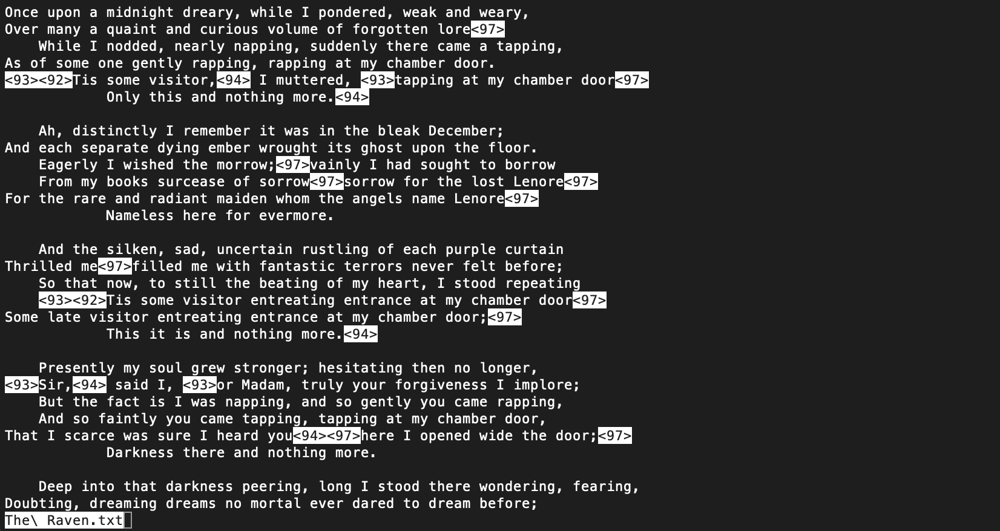 Once upon a midnight dreary, while I pondered, weak and weary,
Over many a quaint and curious volume of forgotten lore<97>
    While I nodded, nearly napping, suddenly there came a tapping,
As of some one gently rapping, rapping at my chamber door.
<93><92>Tis some visitor,<94> I muttered, <93>tapping at my chamber door<97>
            Only this and nothing more.<94>

    Ah, distinctly I remember it was in the bleak December;
And each separate dying ember wrought its ghost upon the floor.
    Eagerly I wished the morrow;<97>vainly I had sought to borrow
    From my books surcease of sorrow<97>sorrow for the lost Lenore<97>
For the rare and radiant maiden whom the angels name Lenore<97>
            Nameless here for evermore.

    And the silken, sad, uncertain rustling of each purple curtain
Thrilled me<97>filled me with fantastic terrors never felt before;
    So that now, to still the beating of my heart, I stood repeating
    <93><92>Tis some visitor entreating entrance at my chamber door<97>
Some late visitor entreating entrance at my chamber door;<97>
            This it is and nothing more.<94>

    Presently my soul grew stronger; hesitating then no longer,
<93>Sir,<94> said I, <93>or Madam, truly your forgiveness I implore;
    But the fact is I was napping, and so gently you came rapping,
    And so faintly you came tapping, tapping at my chamber door,
That I scarce was sure I heard you<94><97>here I opened wide the door;<97>
            Darkness there and nothing more.

    Deep into that darkness peering, long I stood there wondering, fearing,
Doubting, dreaming dreams no mortal ever dared to dream before;
The\ Raven.txt